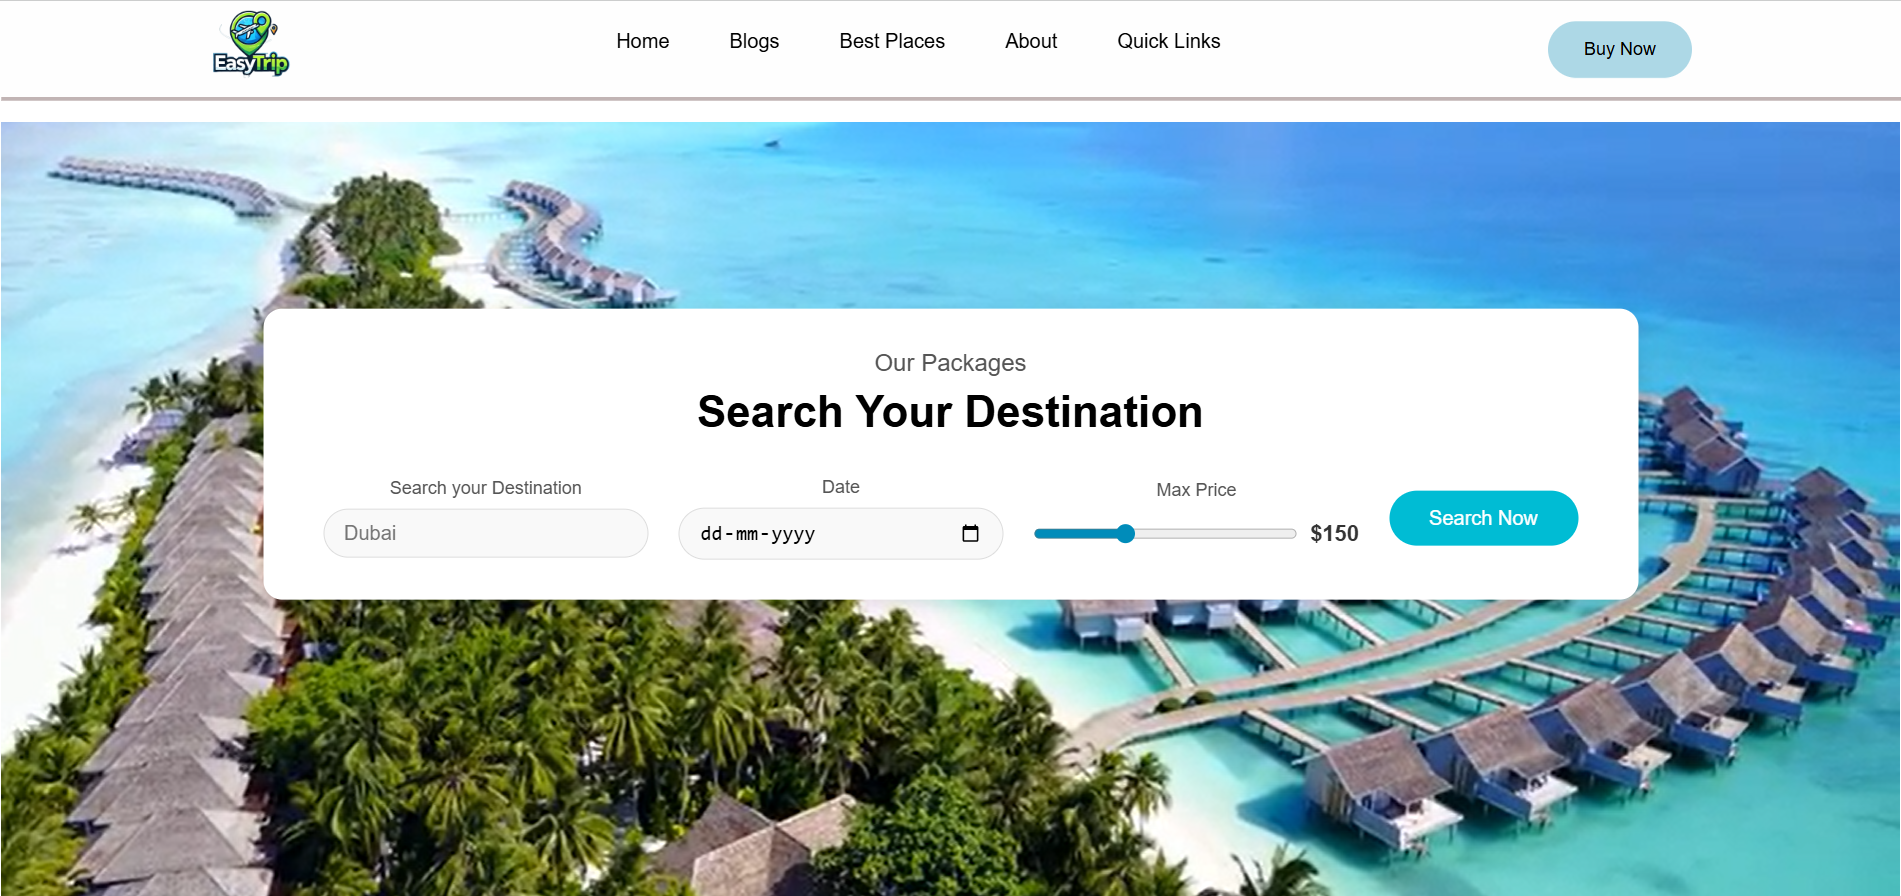 EasyTrip
Home Blogs Best Places About Quick Links
Buy Now
Our Packages
Search Your Destination
Search your Destination Date Max Price
Dubai dd-mm-yyyy $150 Search Now